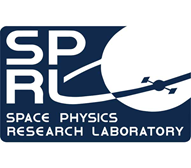 SP
RL
SPACE PHYSICS
RESEARCH LABORATORY